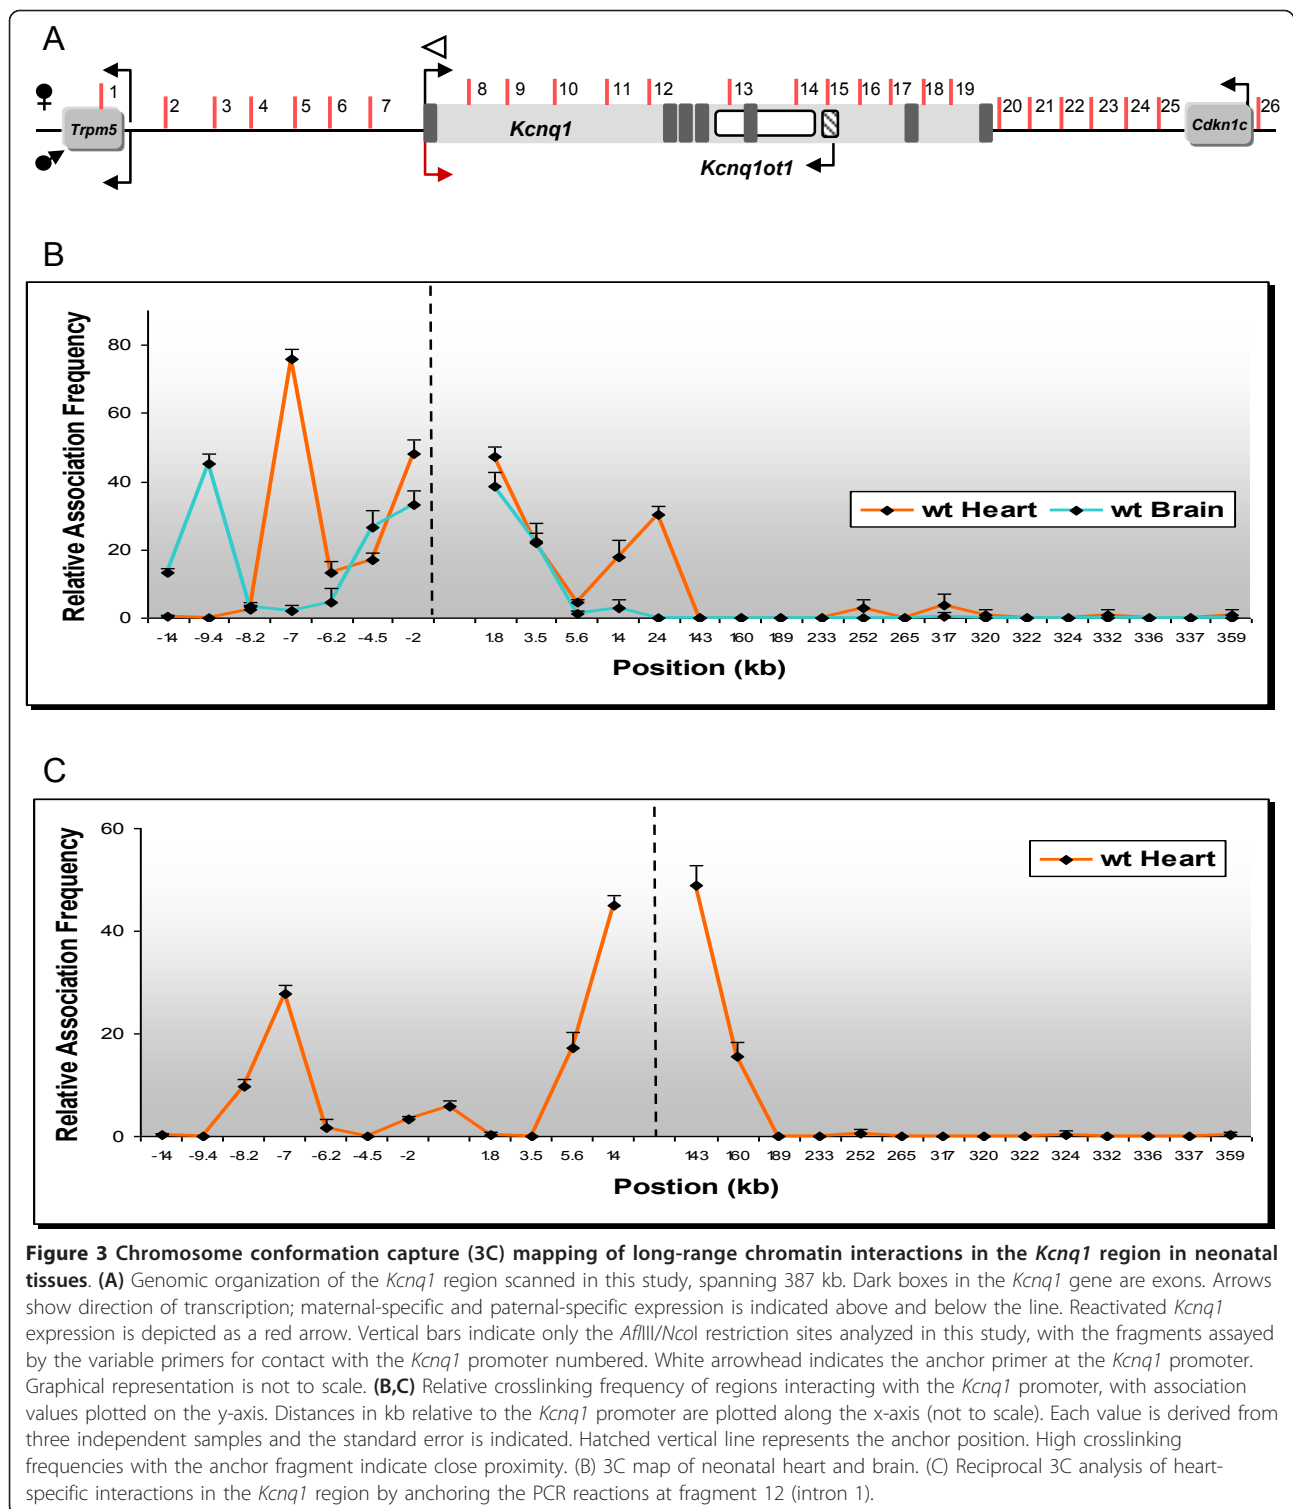 A
1 2 3 4 5 6 7 8 9 10 11 12 13 14 15 16 17 18 19 20 21 22 23 24 25 26
Trpm5 Kcnq1 Cdkn1c
Kcnq1ot1
B
Relative Association Frequency
80
60
40
20
0
wt Heart wt Brain
-14 -9.4 -8.2 -7 -6.2 -4.5 -2 1.8 3.5 5.6 14 24 143 160 189 233 252 265 317 320 322 324 332 336 337 359
Position (kb)
C
Relative Association Frequency
60
40
20
0
wt Heart
-14 -9.4 -8.2 -7 -6.2 -4.5 -2 1.8 3.5 5.6 14 143 160 189 233 252 265 317 320 322 324 332 336 337 359
Postion (kb)
Figure 3 Chromosome conformation capture (3C) mapping of long-range chromatin interactions in the Kcnq1 region in neonatal
tissues. (A) Genomic organization of the Kcnq1 region scanned in this study, spanning 387 kb. Dark boxes in the Kcnq1 gene are exons. Arrows
show direction of transcription; maternal-specific and paternal-specific expression is indicated above and below the line. Reactivated Kcnq1
expression is depicted as a red arrow. Vertical bars indicate only the AflIII/NcoI restriction sites analyzed in this study, with the fragments assayed
by the variable primers for contact with the Kcnq1 promoter numbered. White arrowhead indicates the anchor primer at the Kcnq1 promoter.
Graphical representation is not to scale. (B,C) Relative crosslinking frequency of regions interacting with the Kcnq1 promoter, with association
values plotted on the y-axis. Distances in kb relative to the Kcnq1 promoter are plotted along the x-axis (not to scale). Each value is derived from
three independent samples and the standard error is indicated. Hatched vertical line represents the anchor position. High crosslinking
frequencies with the anchor fragment indicate close proximity. (B) 3C map of neonatal heart and brain. (C) Reciprocal 3C analysis of heart-
specific interactions in the Kcnq1 region by anchoring the PCR reactions at fragment 12 (intron 1).